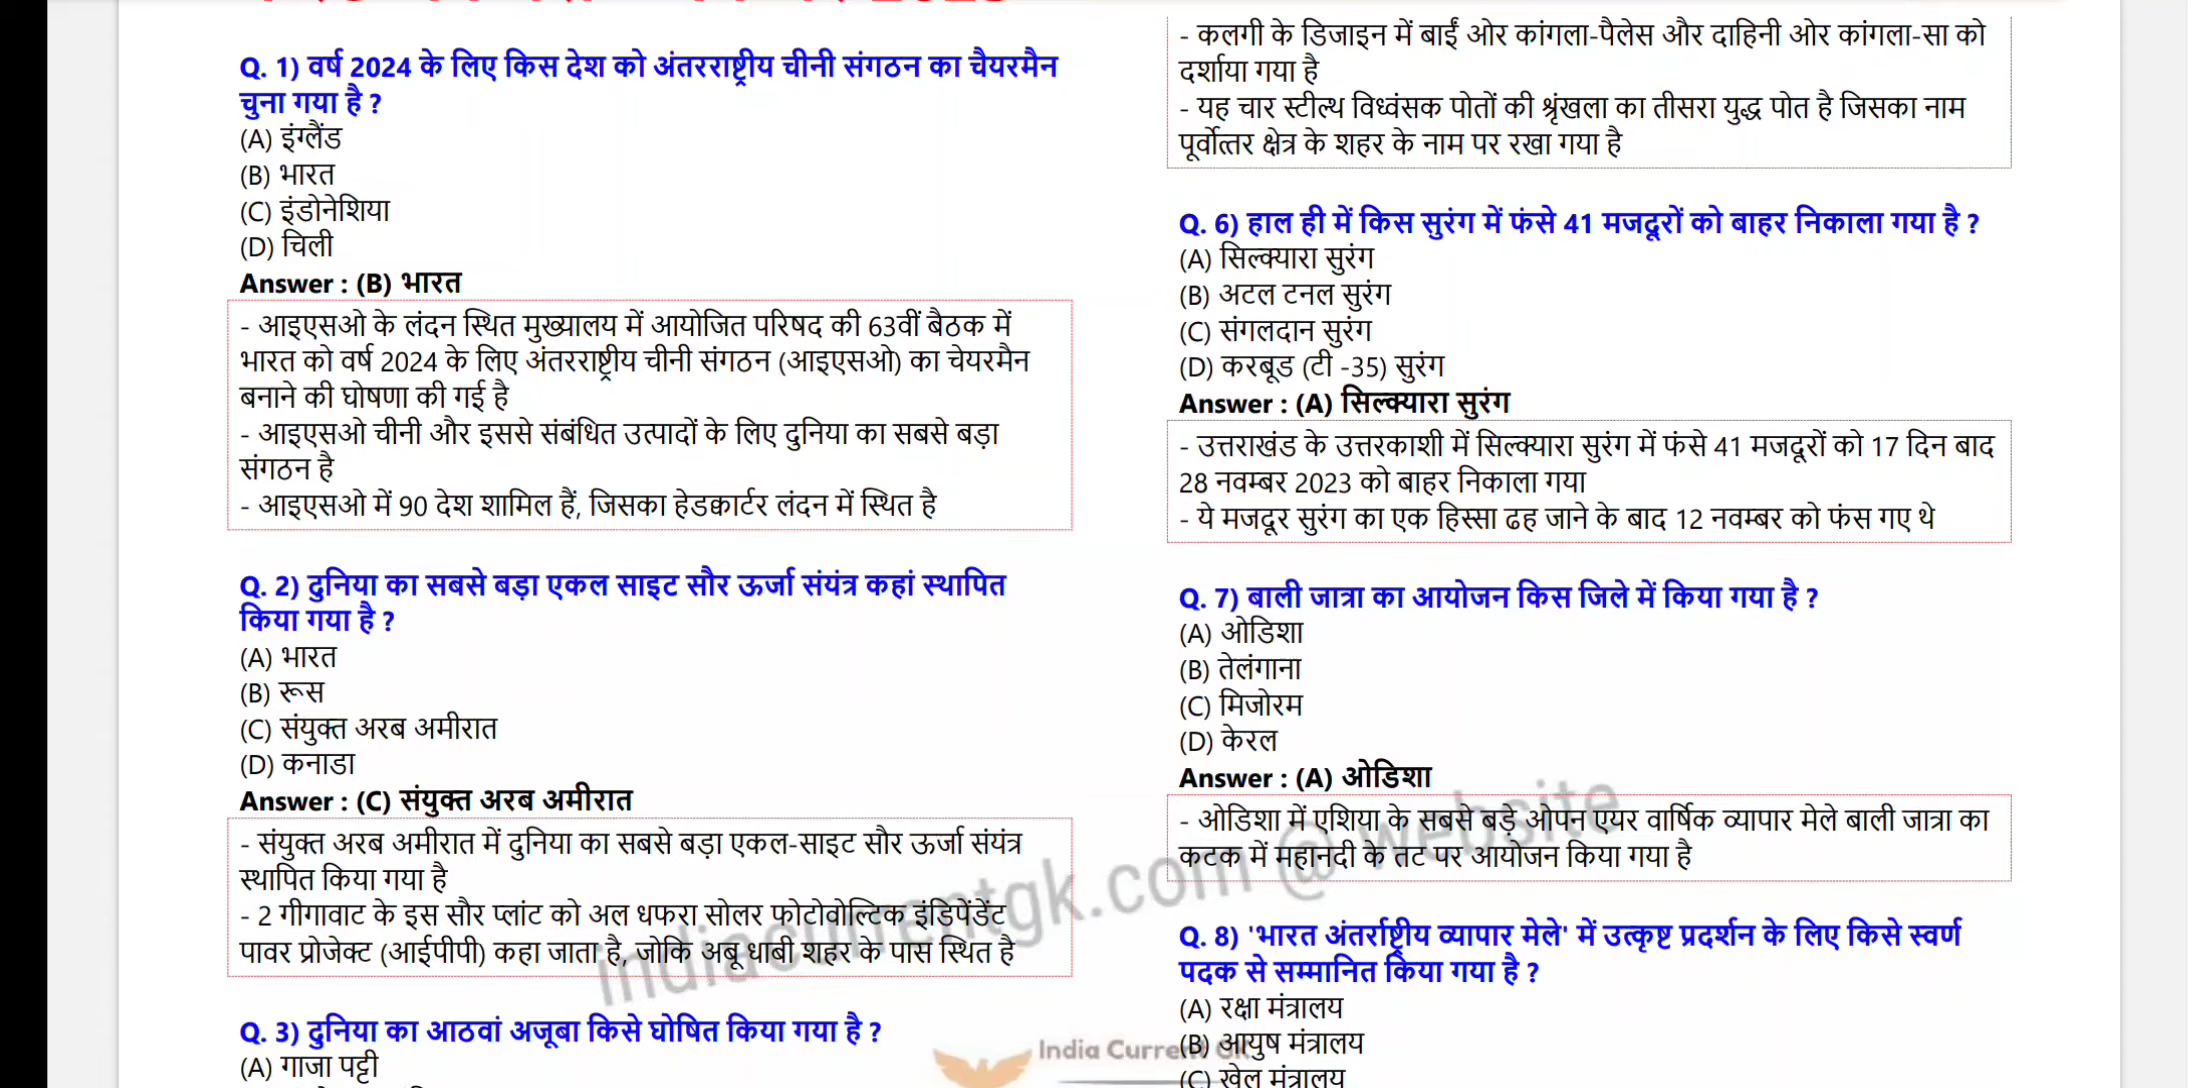 Q. 1) वर्ष 2024 के लिए किस देश को अंतरराष्ट्रीय चीनी संगठन का चैयरमैन
चुना गया है ?
(A) इंग्लैंड
(B) भारत
(C) इंडोनेशिया
(D) चिली
Answer : (B) भारत
- आइएसओ के लंदन स्थित मुख्यालय में आयोजित परिषद की 63वीं बैठक में
भारत को वर्ष 2024 के लिए अंतरराष्ट्रीय चीनी संगठन (आइएसओ) का चेयरमैन
बनाने की घोषणा की गई है
- आइएसओ चीनी और इससे संबंधित उत्पादों के लिए दुनिया का सबसे बड़ा
संगठन है
- आइएसओ में 90 देश शामिल हैं, जिसका हेडक्वार्टर लंदन में स्थित है
Q. 2) दुनिया का सबसे बड़ा एकल साइट सौर ऊर्जा संयंत्र कहां स्थापित
किया गया है ?
(A) भारत
(B) रूस
(C) संयुक्त अरब अमीरात
(D) कनाडा
Answer : (C) संयुक्त अरब अमीरात
- संयुक्त अरब अमीरात में दुनिया का सबसे बड़ा एकल-साइट सौर ऊर्जा संयंत्र
स्थापित किया गया है
- 2 गीगावाट के इस सौर प्लांट को अल धफरा सोलर फोटोवोल्टिक इंडिपेंडेंट
पावर प्रोजेक्ट (आईपीपी) कहा जाता है, जोकि अबू धाबी शहर के पास स्थित है
Q. 3) दुनिया का आठवां अजूबा किसे घोषित किया गया है ?
(A) गाजा पट्टी
- कलगी के डिजाइन में बाईं ओर कांगला-पैलेस और दाहिनी ओर कांगला-सा को
दर्शाया गया है
- यह चार स्टील्थ विध्वंसक पोतों की श्रृंखला का तीसरा युद्ध पोत है जिसका नाम
पूर्वोत्तर क्षेत्र के शहर के नाम पर रखा गया है
Q. 6) हाल ही में किस सुरंग में फंसे 41 मजदूरों को बाहर निकाला गया है ?
(A) सिल्क्यारा सुरंग
(B) अटल टनल सुरंग
(C) संगलदान सुरंग
(D) करबूड (टी -35) सुरंग
Answer : (A) सिल्क्यारा सुरंग
- उत्तराखंड के उत्तरकाशी में सिल्क्यारा सुरंग में फंसे 41 मजदूरों को 17 दिन बाद
28 नवम्बर 2023 को बाहर निकाला गया
- ये मजदूर सुरंग का एक हिस्सा ढह जाने के बाद 12 नवम्बर को फंस गए थे
Q. 7) बाली जात्रा का आयोजन किस जिले में किया गया है ?
(A) ओडिशा
(B) तेलंगाना
(C) मिजोरम
(D) केरल
Answer : (A) ओडिशा
- ओडिशा में एशिया के सबसे बड़े ओपन एयर वार्षिक व्यापार मेले बाली जात्रा का
कटक में महानदी के तट पर आयोजन किया गया है
Q. 8) 'भारत अंतर्राष्ट्रीय व्यापार मेले' में उत्कृष्ट प्रदर्शन के लिए किसे स्वर्ण
पदक से सम्मानित किया गया है ?
(A) रक्षा मंत्रालय
(B) आयुष मंत्रालय
(C) खेल मंत्रालय
indiacurrentgk.com @ website
India Current GK